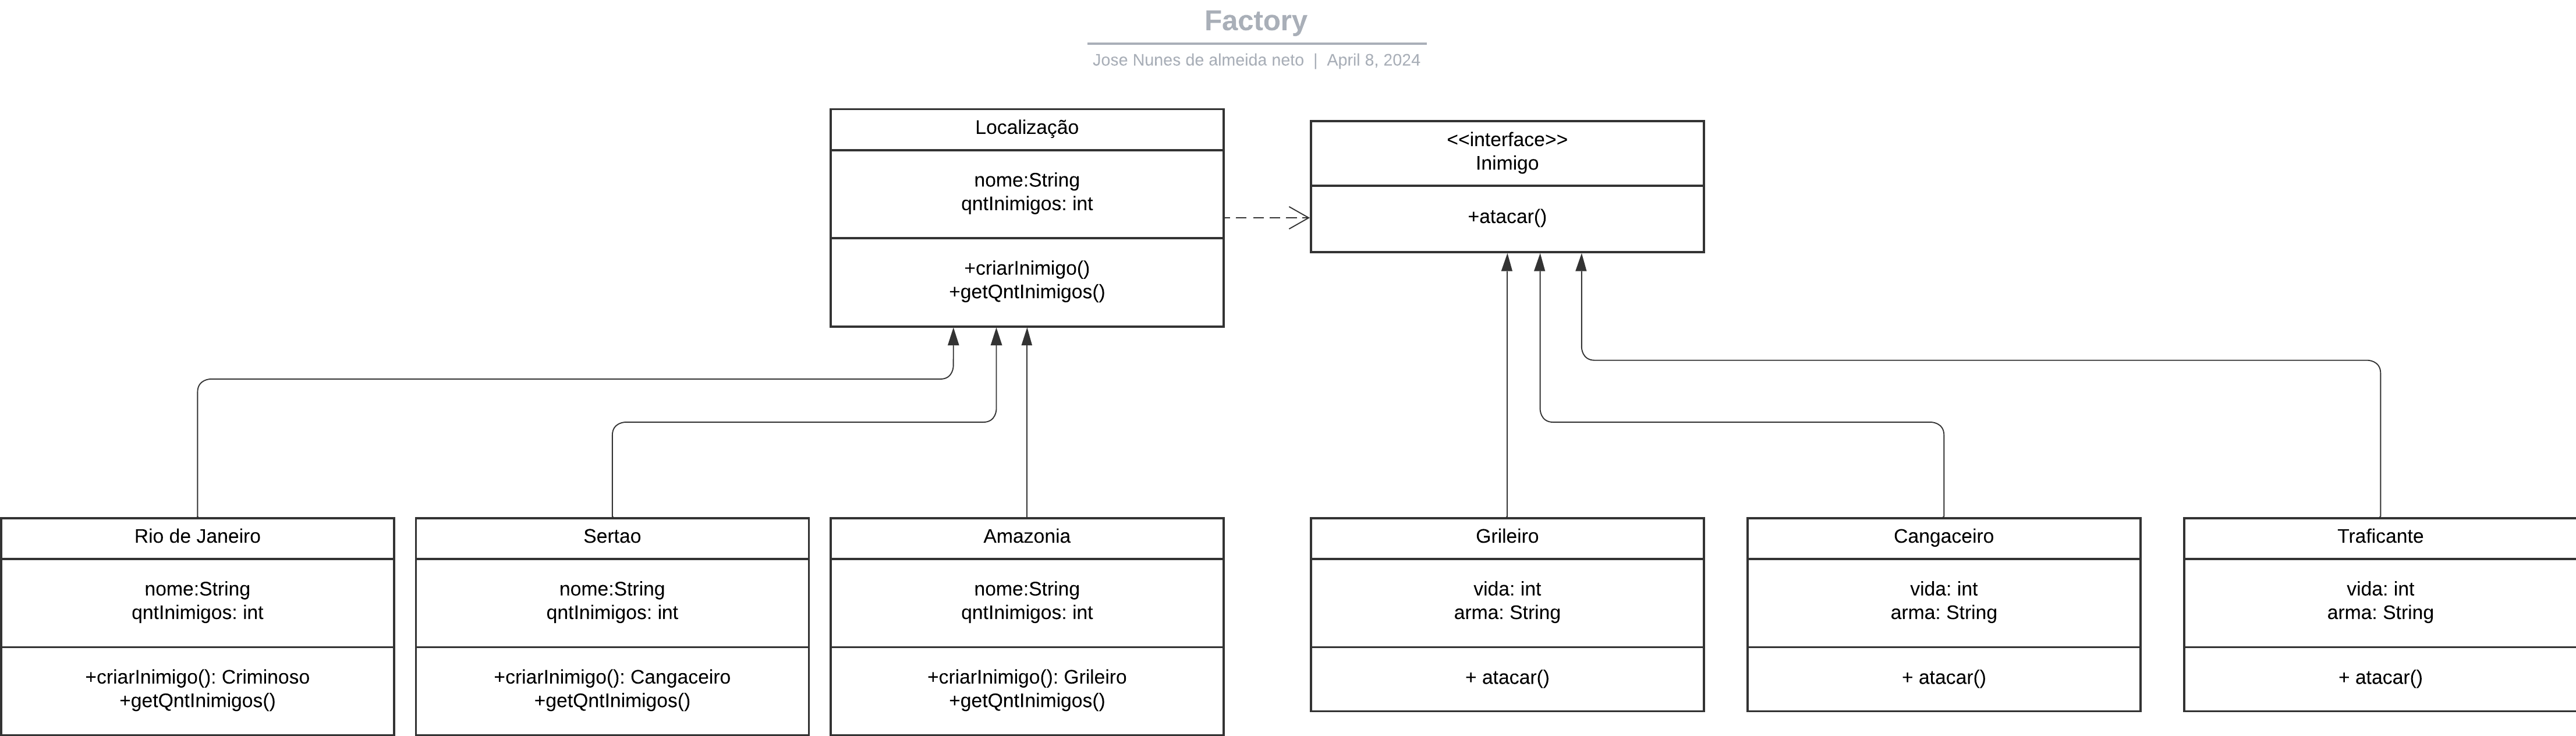 Factory
Jose Nunes de almeida neto | April 8, 2024
Localização
nome:String
qntInimigos: int
+criarInimigo()
+getQntInimigos()
<<interface>>
Inimigo
+atacar()
Rio de Janeiro
nome:String
qntInimigos: int
+criarInimigo(): Criminoso
+getQntInimigos()
Sertao
nome:String
qntInimigos: int
+criarInimigo(): Cangaceiro
+getQntInimigos()
Amazonia
nome:String
qntInimigos: int
+criarInimigo(): Grileiro
+getQntInimigos()
Grileiro
vida: int
arma: String
+ atacar()
Cangaceiro
vida: int
arma: String
+ atacar()
Traficante
vida: int
arma: String
+ atacar()